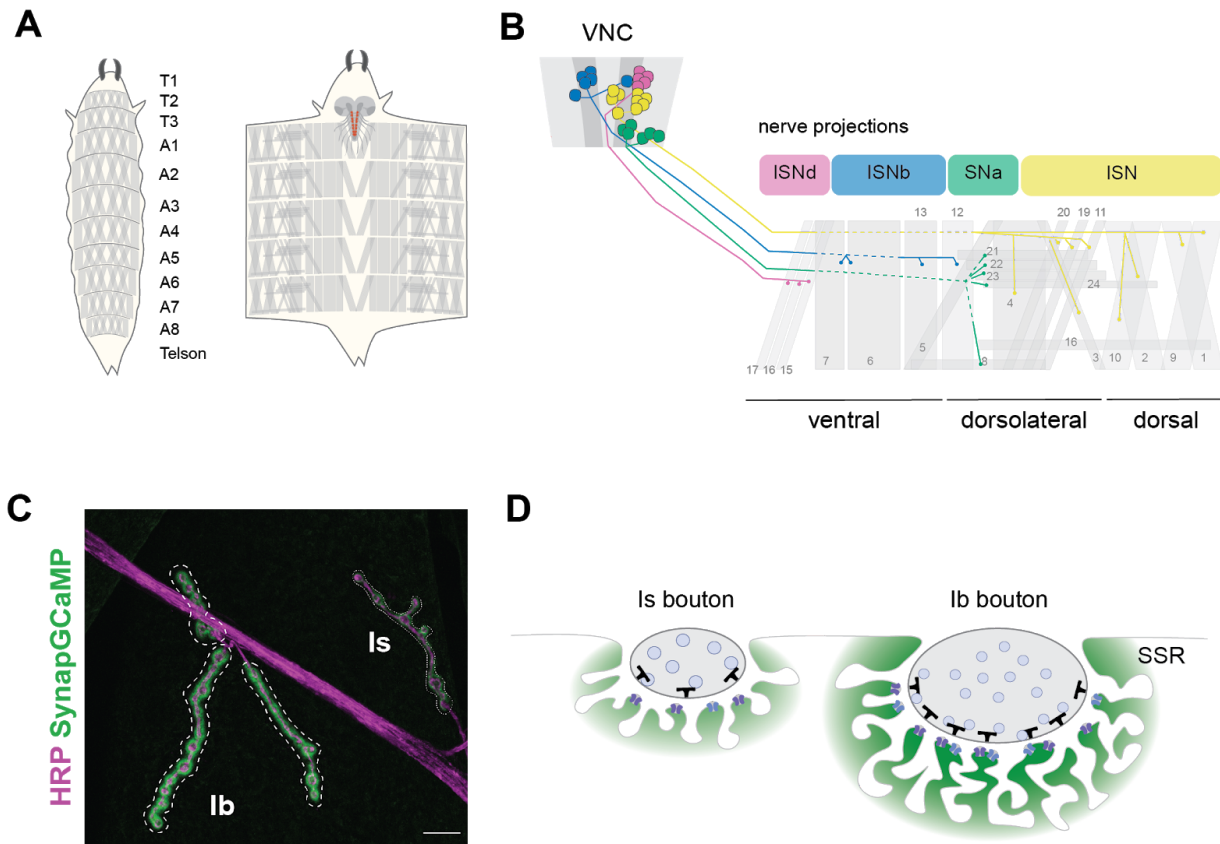 A
T1
T2
T3
A1
A2
A3
A4
A5
A6
A7
A8
Telson
B
VNC
nerve projections
ISNd
ISNb
SNa
ISN
13
12
20
19
11
21
22
23
24
4
5
16
8
3
10
2
9
1
17
16
15
7
6
ventral
dorsolateral
dorsal
C
HRP SynapGCaMP
Is
Ib
D
Is bouton
Ib bouton
SSR